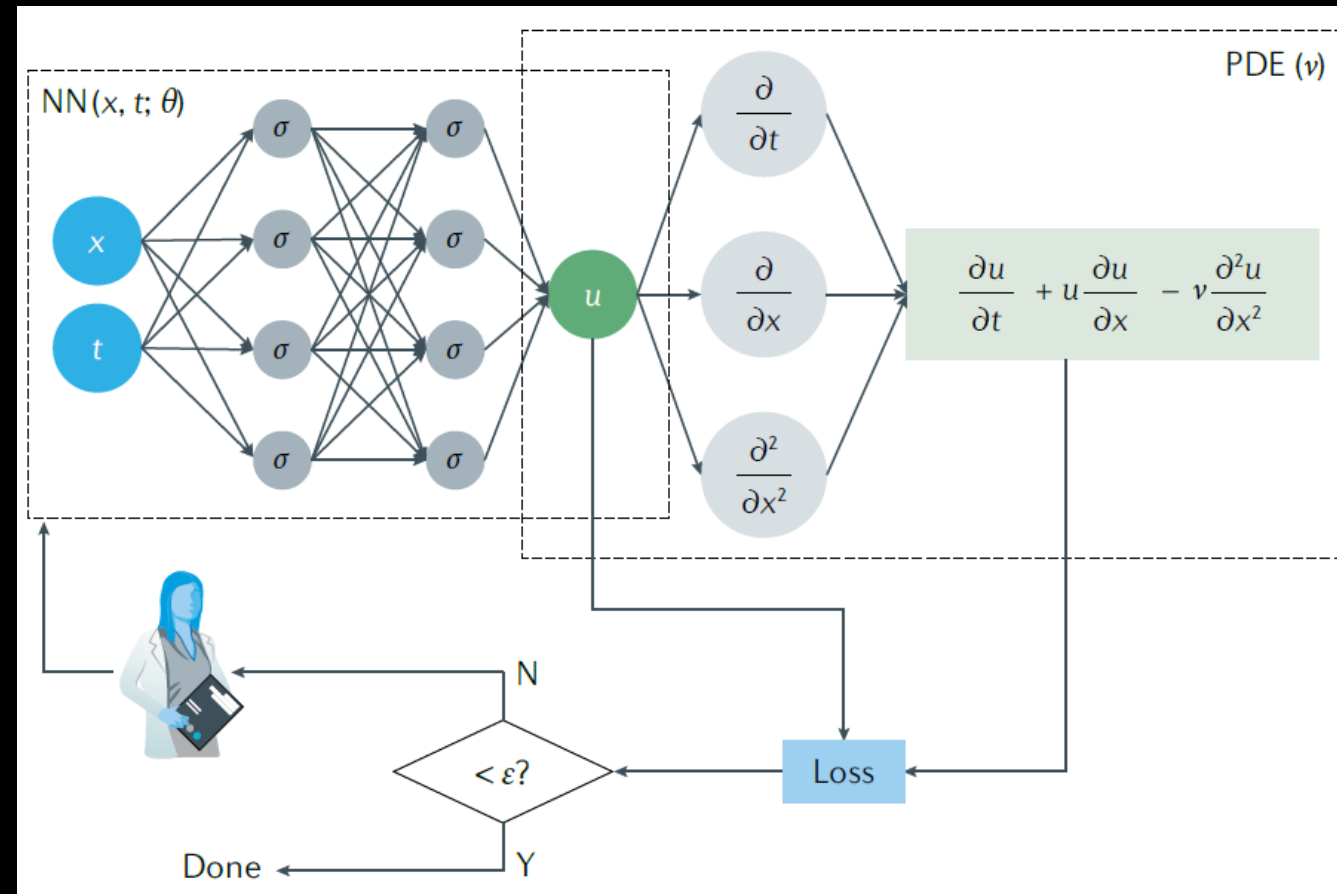 PDE (ν)
NN(x, t; θ)
σ σ
∂/∂t
x
σ σ
u
∂/∂x
∂u/∂t + u ∂u/∂x − ν ∂²u/∂x²
t
σ σ
σ σ
∂²/∂x²
N
< ε?
Loss
Done
Y